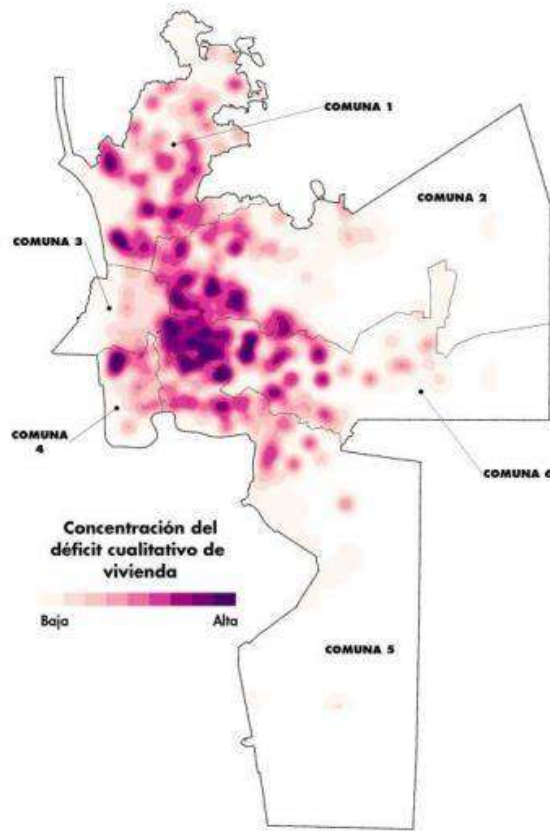 COMUNA 1
COMUNA 2
COMUNA 3
COMUNA
4
COMUNA 6
Concentración del
déficit cualitativo de
vivienda
Baja Alta
COMUNA 5